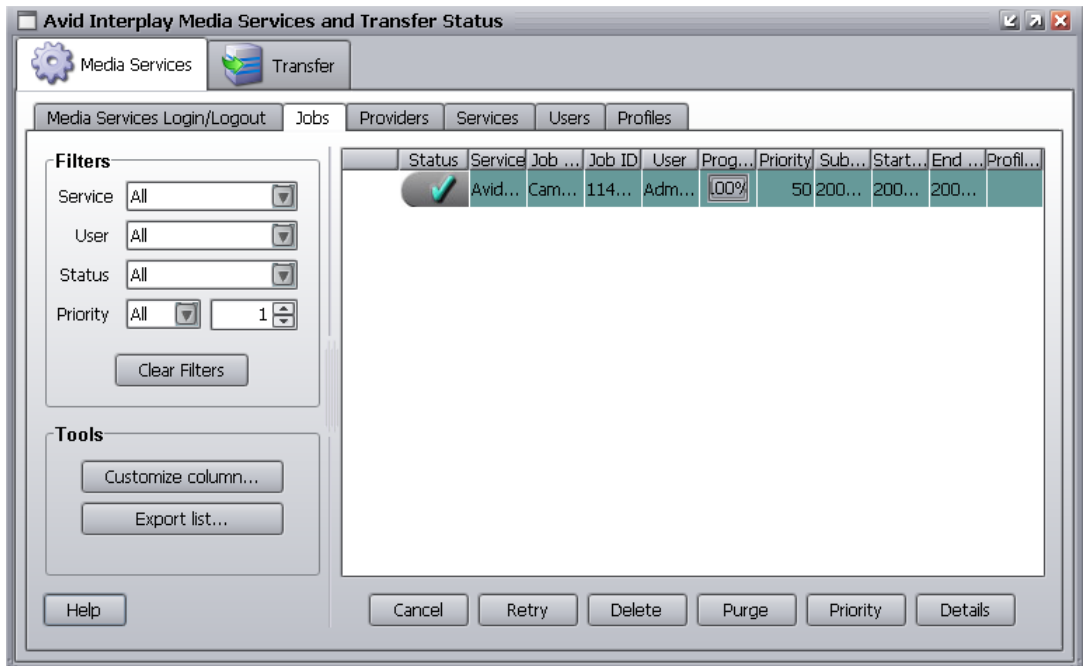 Avid Interplay Media Services and Transfer Status
Media Services Transfer
Media Services Login/Logout Jobs Providers Services Users Profiles
Filters
Service All
User All
Status All
Priority All 1
Clear Filters
Tools
Customize column...
Export list...
Help
Status Service Job ... Job ID User Prog... Priority Sub... Start... End ... Profil...
Avid... Cam... 114... Adm... .00% 50 200... 200... 200...
Cancel Retry Delete Purge Priority Details